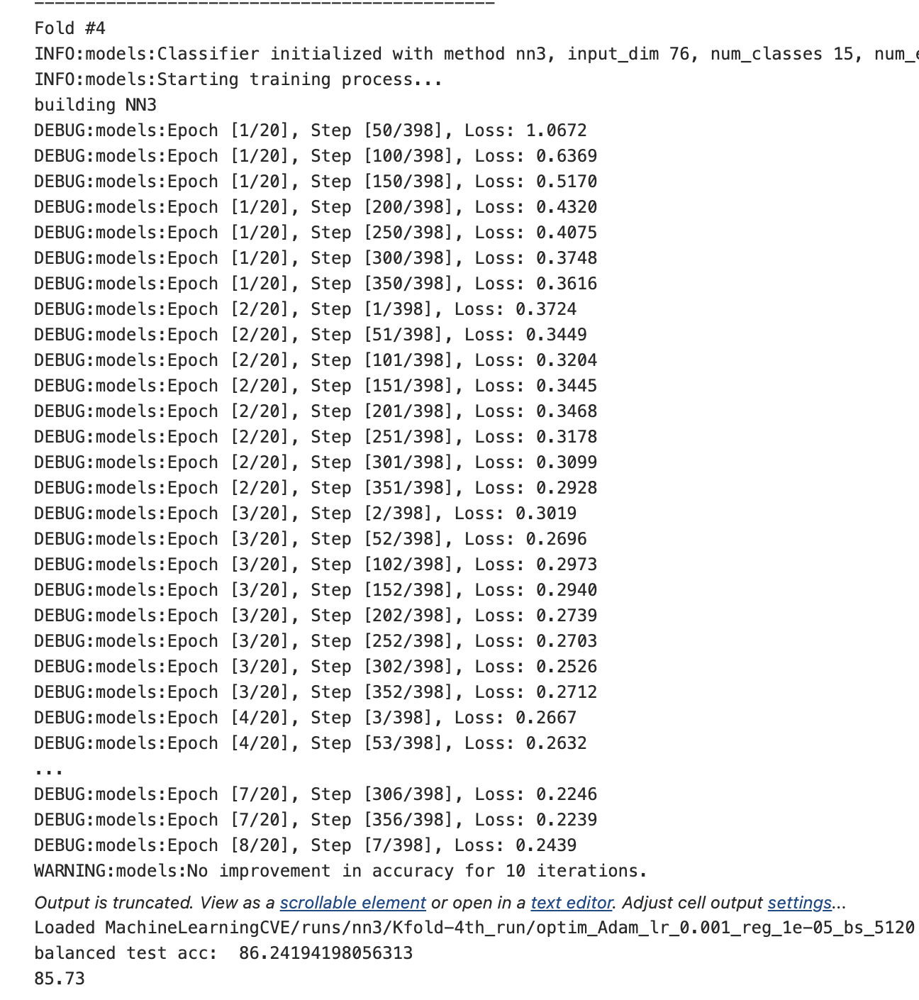 --------------------------------------------
Fold #4
INFO:models:Classifier initialized with method nn3, input_dim 76, num_classes 15,
INFO:models:Starting training process...
building NN3
DEBUG:models:Epoch [1/20], Step [50/398], Loss: 1.0672
DEBUG:models:Epoch [1/20], Step [100/398], Loss: 0.6369
DEBUG:models:Epoch [1/20], Step [150/398], Loss: 0.5170
DEBUG:models:Epoch [1/20], Step [200/398], Loss: 0.4320
DEBUG:models:Epoch [1/20], Step [250/398], Loss: 0.4075
DEBUG:models:Epoch [1/20], Step [300/398], Loss: 0.3748
DEBUG:models:Epoch [1/20], Step [350/398], Loss: 0.3616
DEBUG:models:Epoch [2/20], Step [1/398], Loss: 0.3724
DEBUG:models:Epoch [2/20], Step [51/398], Loss: 0.3449
DEBUG:models:Epoch [2/20], Step [101/398], Loss: 0.3204
DEBUG:models:Epoch [2/20], Step [151/398], Loss: 0.3445
DEBUG:models:Epoch [2/20], Step [201/398], Loss: 0.3468
DEBUG:models:Epoch [2/20], Step [251/398], Loss: 0.3178
DEBUG:models:Epoch [2/20], Step [301/398], Loss: 0.3099
DEBUG:models:Epoch [2/20], Step [351/398], Loss: 0.2928
DEBUG:models:Epoch [3/20], Step [2/398], Loss: 0.3019
DEBUG:models:Epoch [3/20], Step [52/398], Loss: 0.2696
DEBUG:models:Epoch [3/20], Step [102/398], Loss: 0.2973
DEBUG:models:Epoch [3/20], Step [152/398], Loss: 0.2940
DEBUG:models:Epoch [3/20], Step [202/398], Loss: 0.2739
DEBUG:models:Epoch [3/20], Step [252/398], Loss: 0.2703
DEBUG:models:Epoch [3/20], Step [302/398], Loss: 0.2526
DEBUG:models:Epoch [3/20], Step [352/398], Loss: 0.2712
DEBUG:models:Epoch [4/20], Step [3/398], Loss: 0.2667
DEBUG:models:Epoch [4/20], Step [53/398], Loss: 0.2632
...
DEBUG:models:Epoch [7/20], Step [306/398], Loss: 0.2246
DEBUG:models:Epoch [7/20], Step [356/398], Loss: 0.2239
DEBUG:models:Epoch [8/20], Step [7/398], Loss: 0.2439
WARNING:models:No improvement in accuracy for 10 iterations.
Output is truncated. View as a scrollable element or open in a text editor. Adjust cell output settings...
Loaded MachineLearningCVE/runs/nn3/Kfold-4th_run/optim_Adam_lr_0.001_reg_1e-05_bs_5120
balanced test acc:  86.24194198056313
85.73